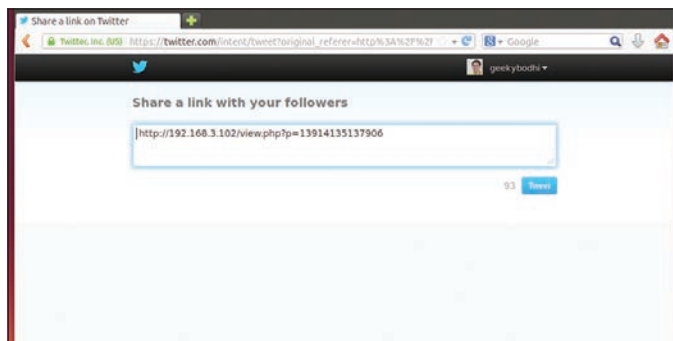 Share a link on Twitter
Twitter, Inc. (US) https://twitter.com/intent/tweet?original_referer=http%3A%2F%2F Google
geekybodhi
Share a link with your followers
http://192.168.3.102/view.php?p=13914135137906
93 Tweet